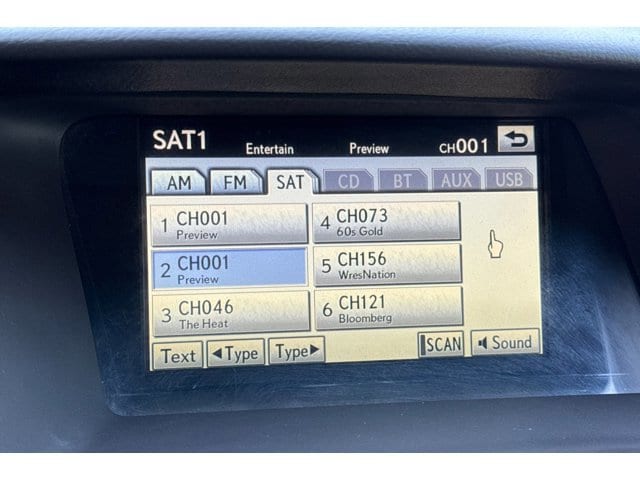 SAT1 Entertain Preview CH001
AM FM SAT CD BT AUX USB
1 CH001
Preview
4 CH073
60s Gold
2 CH001
Preview
5 CH156
WresNation
3 CH046
The Heat
6 CH121
Bloomberg
Text ◀Type Type▶ SCAN Sound